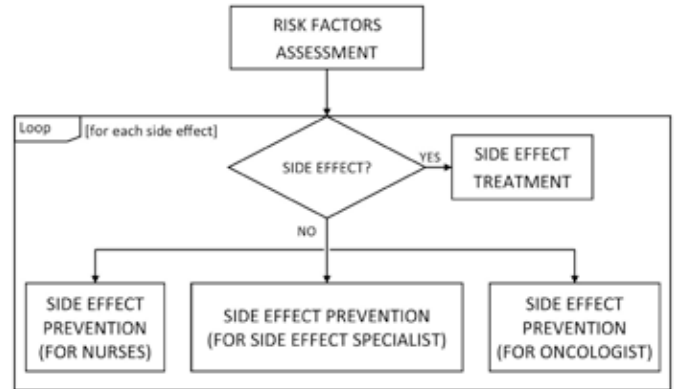 RISK FACTORS
ASSESSMENT
Loop
[for each side effect]
SIDE EFFECT?
YES
SIDE EFFECT
TREATMENT
NO
SIDE EFFECT
PREVENTION
(FOR NURSES)
SIDE EFFECT PREVENTION
(FOR SIDE EFFECT SPECIALIST)
SIDE EFFECT
PREVENTION
(FOR ONCOLOGIST)